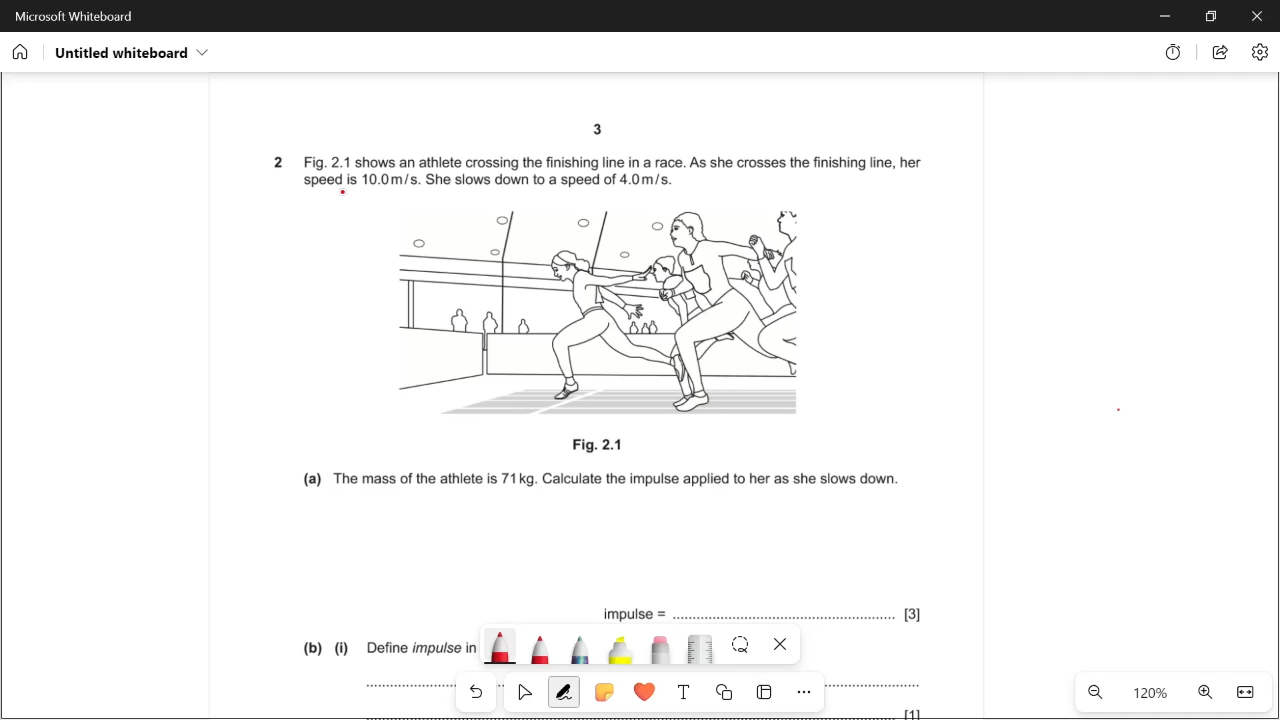 Microsoft Whiteboard
Untitled whiteboard
3
2 Fig. 2.1 shows an athlete crossing the finishing line in a race. As she crosses the finishing line, her
speed is 10.0 m/s. She slows down to a speed of 4.0 m/s.
Fig. 2.1
(a) The mass of the athlete is 71 kg. Calculate the impulse applied to her as she slows down.
impulse = ........................................................ [3]
(b) (i) Define impulse in
[1]
120%